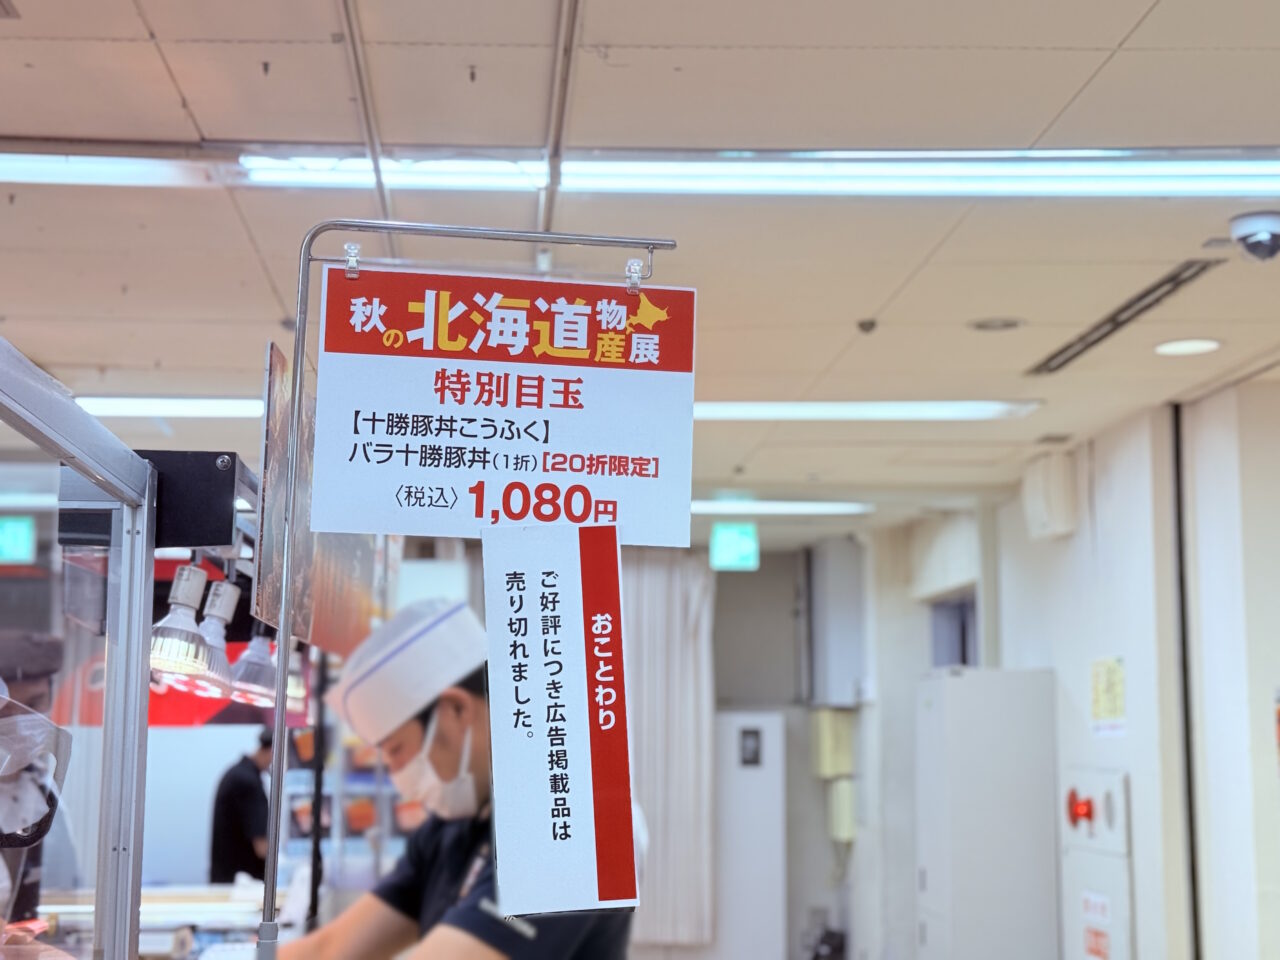 秋の北海道物産展
特別目玉
【十勝豚丼こうふく】
バラ十勝豚丼(1折)[20折限定]
〈税込〉1,080円
おことわり
ご好評につき広告掲載品は
売り切れました。